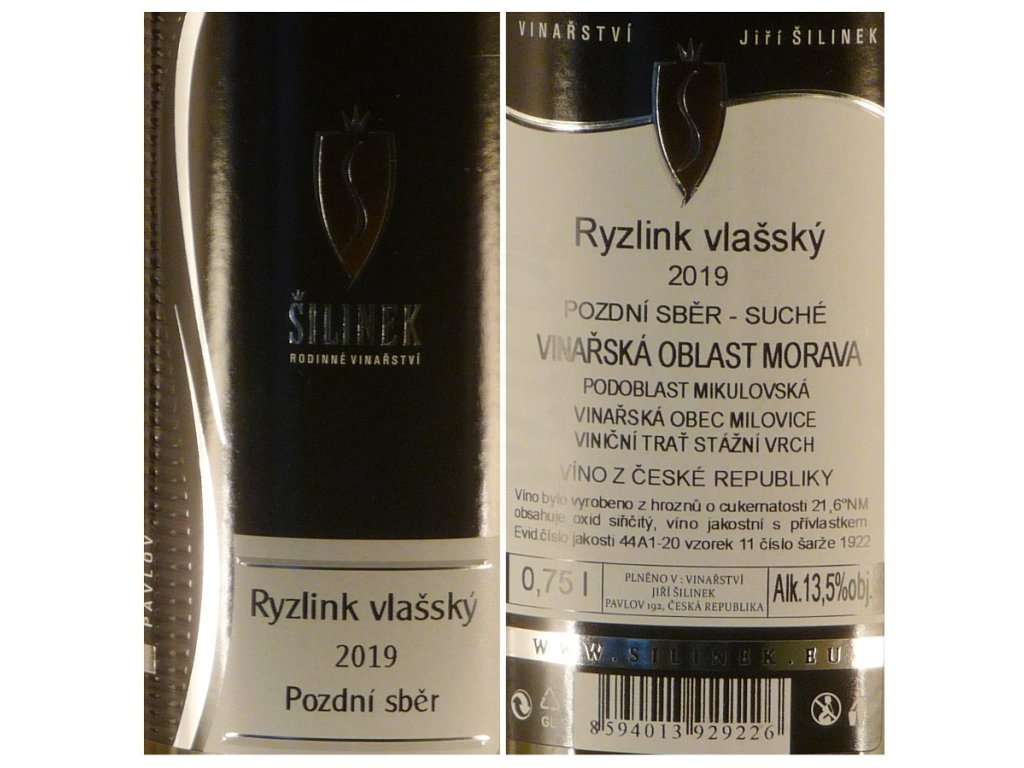 ŠILINEK
RODINNÉ VINAŘSTVÍ
PAVLOV
Ryzlink vlašský
2019
Pozdní sběr
VINAŘSTVÍ Jiří ŠILINEK
Ryzlink vlašský
2019
POZDNÍ SBĚR - SUCHÉ
VINAŘSKÁ OBLAST MORAVA
PODOBLAST MIKULOVSKÁ
VINAŘSKÁ OBEC MILOVICE
VINIČNÍ TRAŤ STÁŽNÍ VRCH
VÍNO Z ČESKÉ REPUBLIKY
Víno bylo vyrobeno z hroznů o cukernatosti 21,6°NM
obsahuje oxid siřičitý, víno jakostní s přívlastkem
Evid.číslo jakosti 44A1-20 vzorek 11 číslo šarže 1922
0,75 l
PLNĚNO V : VINAŘSTVÍ
JIŘÍ ŠILINEK
PAVLOV 192, ČESKÁ REPUBLIKA
Alk.13,5%obj.
WWW.SILINEK.EU
GL
8594013929226